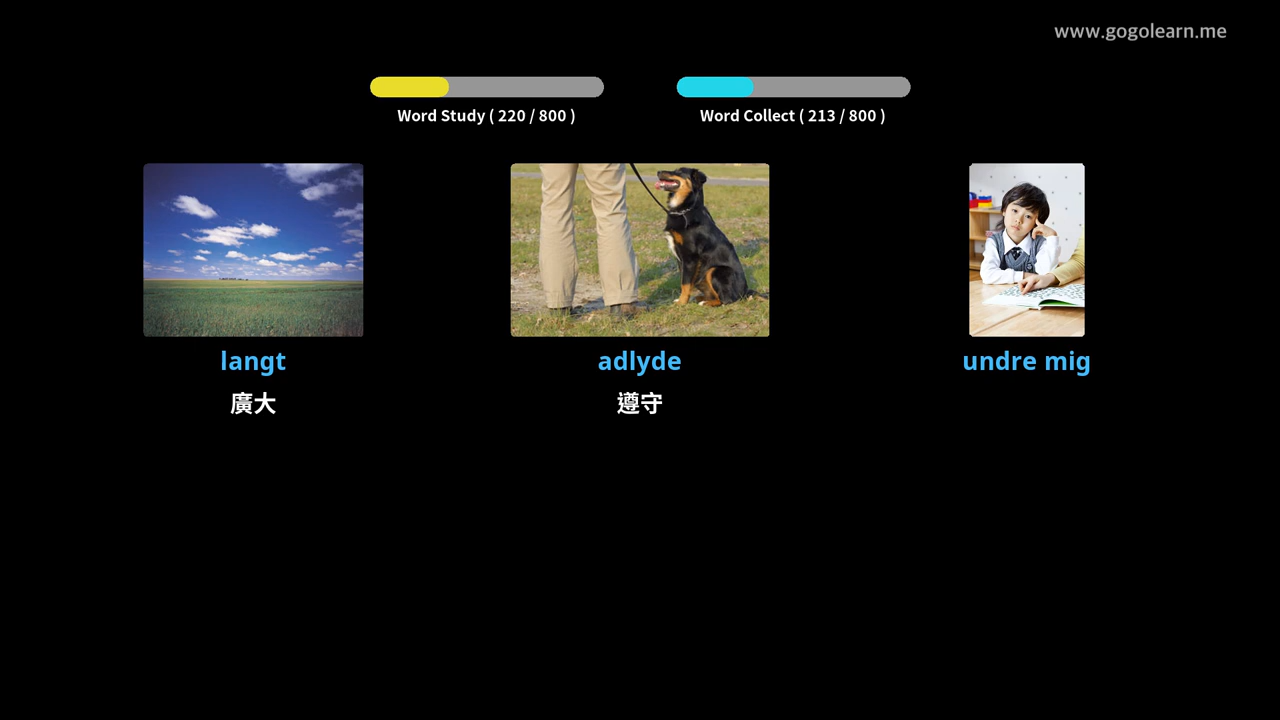 www.gogolearn.me
Word Study ( 220 / 800 )
Word Collect ( 213 / 800 )
langt
adlyde
undre mig
廣大
遵守